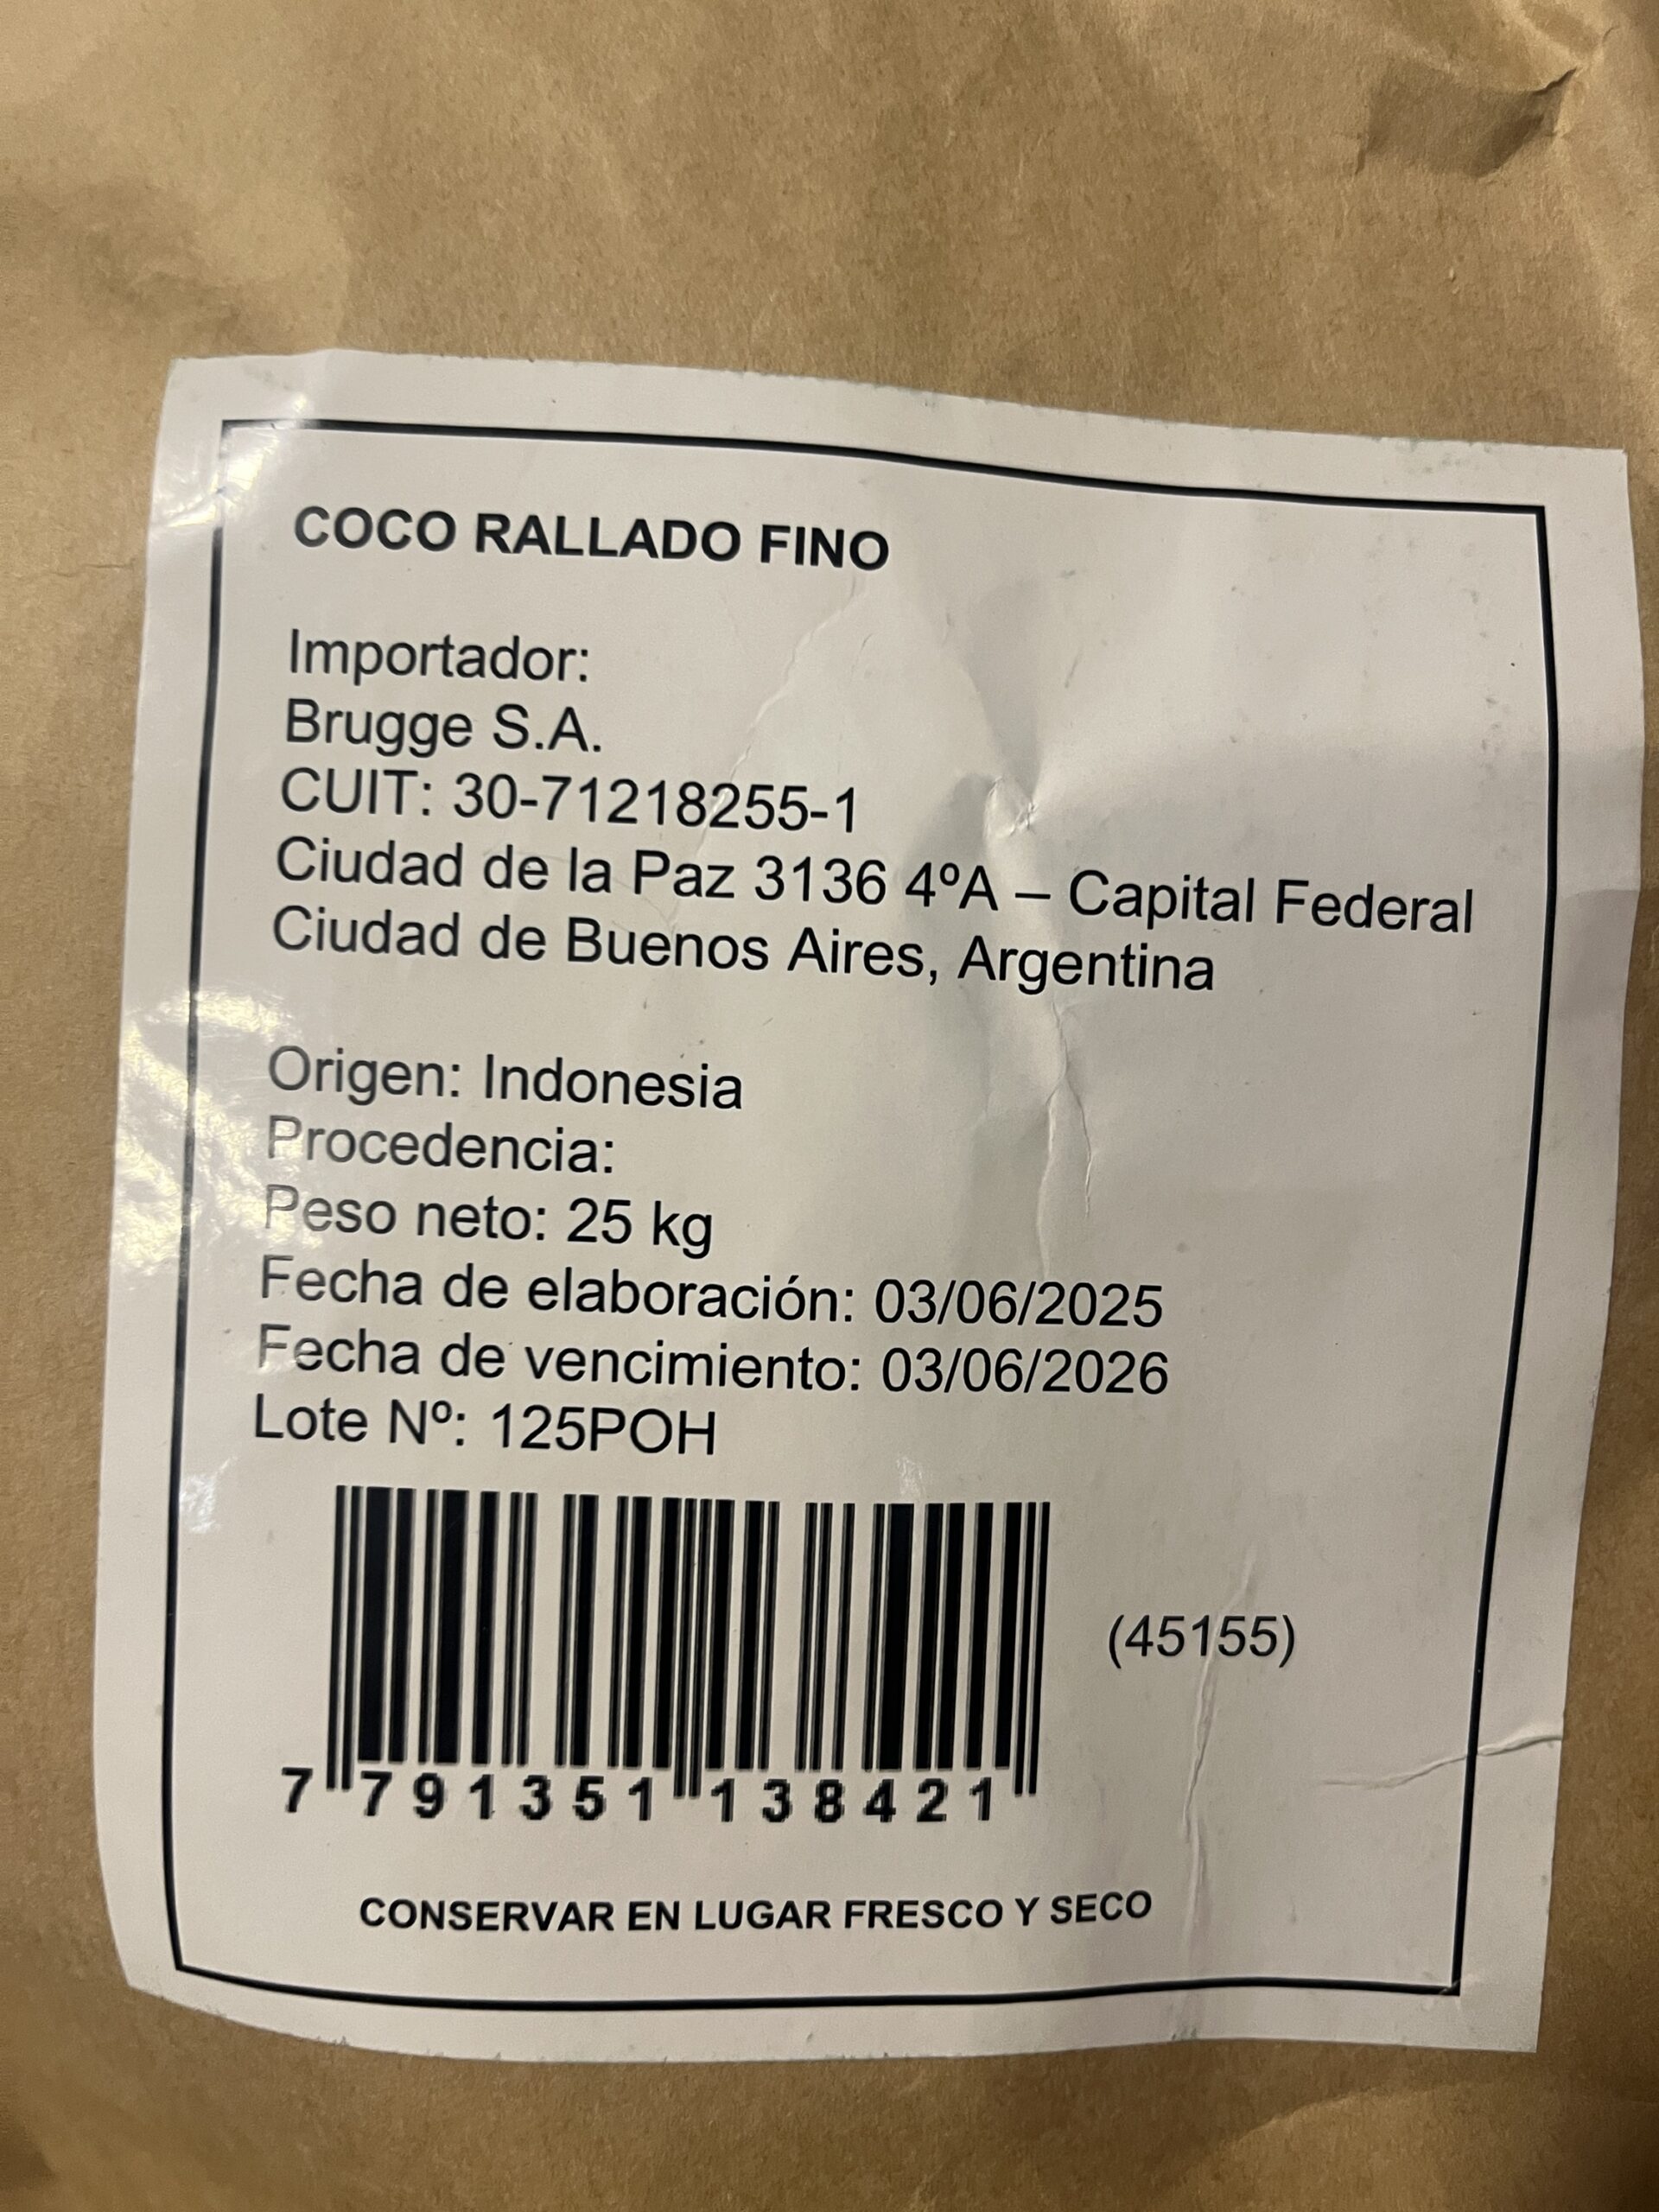 COCO RALLADO FINO
Importador:
Brugge S.A.
CUIT: 30-71218255-1
Ciudad de la Paz 3136 4ºA – Capital Federal
Ciudad de Buenos Aires, Argentina
Origen: Indonesia
Procedencia:
Peso neto: 25 kg
Fecha de elaboración: 03/06/2025
Fecha de vencimiento: 03/06/2026
Lote Nº: 125POH
(45155)
7 791351 138421
CONSERVAR EN LUGAR FRESCO Y SECO